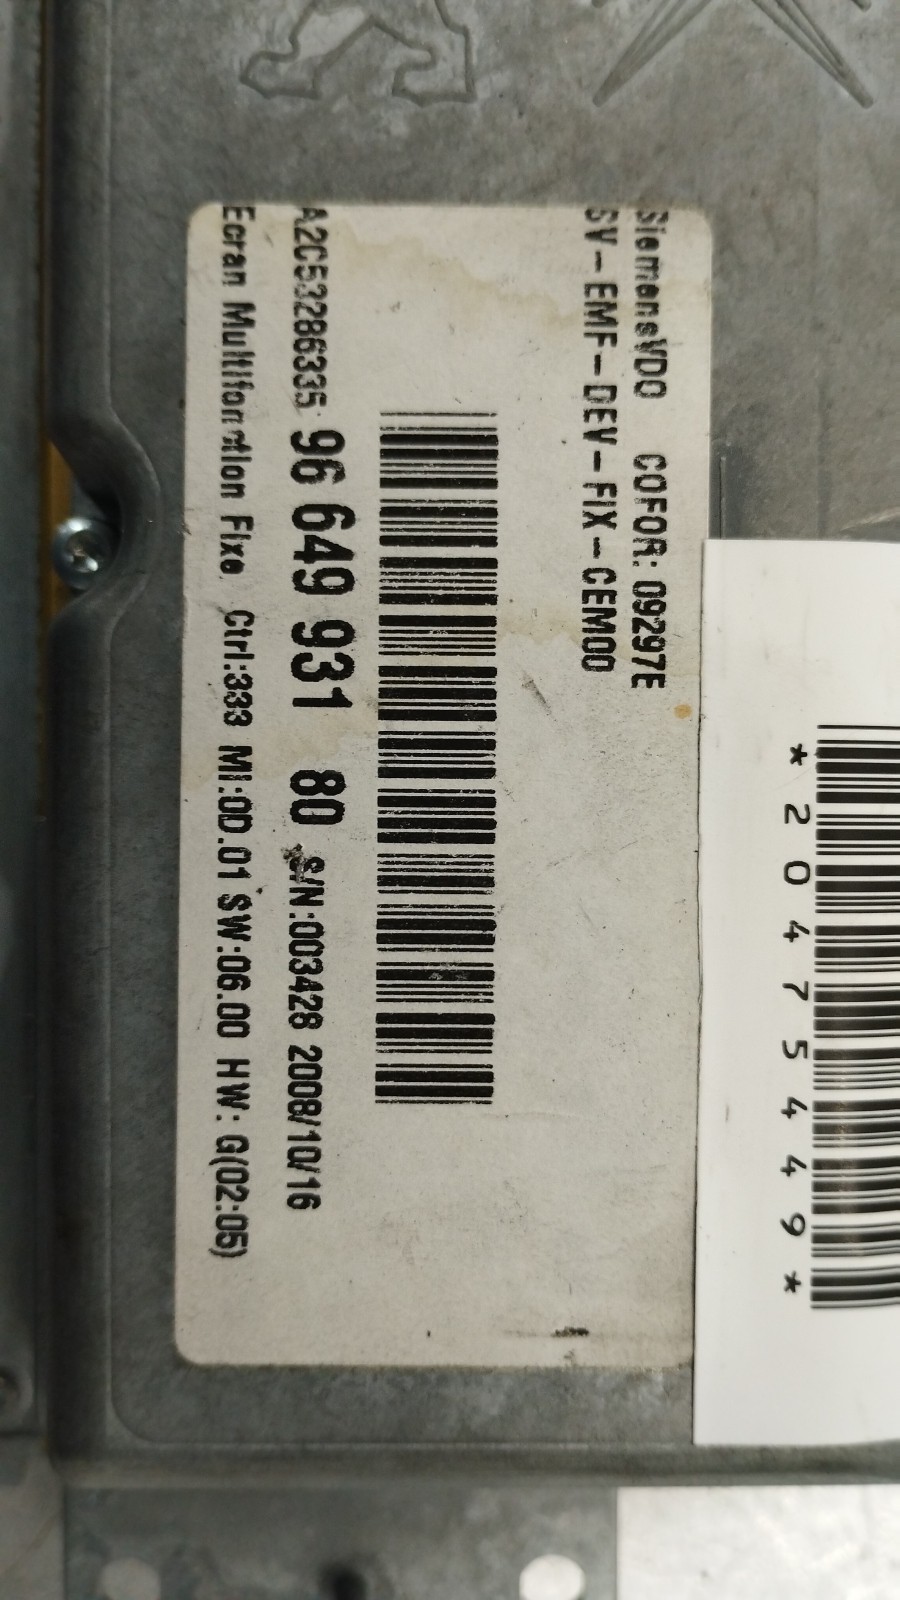 SiemensVDO COFOR: 09297E
SV-EMF-DEV-FIX-CEM00
A2C53286335 96 649 931 80 S/N:003428 2008/10/16
Ecran Multifonction Fixe Ctrl:333 MI:0D.01 SW:06.00 HW: G(02:05)
*20475449*